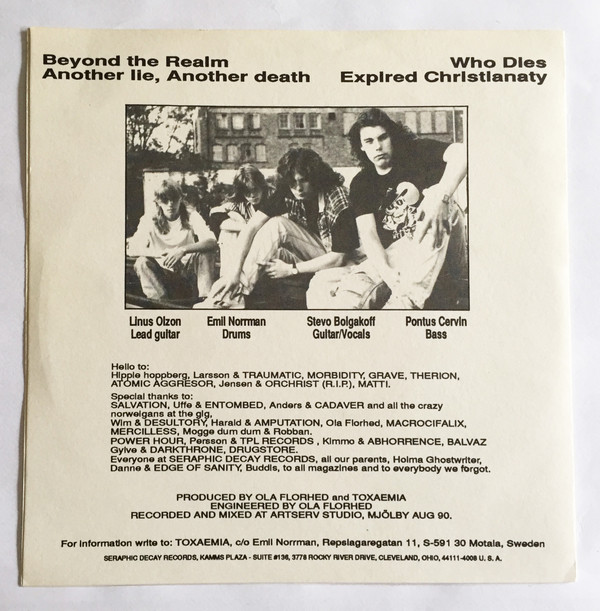 Beyond the Realm
Another lie, Another death
Who Dies
Expired Christianaty
Linus Olzon
Lead guitar
Emil Norrman
Drums
Stevo Bolgakoff
Guitar/Vocals
Pontus Cervin
Bass
Hello to:
Hippie hoppberg, Larsson & TRAUMATIC, MORBIDITY, GRAVE, THERION,
ATOMIC AGGRESOR, Jensen & ORCHRIST (R.I.P.), MATTI.
Special thanks to:
SALVATION, Uffe & ENTOMBED, Anders & CADAVER and all the crazy
norweigans at the gig,
Wim & DESULTORY, Harald & AMPUTATION, Ola Florhed, MACROCIFALIX,
MERCILLESS, Mogge dum dum & Robban.
POWER HOUR, Persson & TPL RECORDS , Kimmo & ABHORRENCE, BALVAZ
Gylve & DARKTHRONE, DRUGSTORE.
Everyone at SERAPHIC DECAY RECORDS, all our parents, Holma Ghostwriter,
Danne & EDGE OF SANITY, Buddis, to all magazines and to everybody we forgot.
PRODUCED BY OLA FLORHED and TOXAEMIA
ENGINEERED BY OLA FLORHED
RECORDED AND MIXED AT ARTSERV STUDIO, MJÖLBY AUG 90.
For information write to: TOXAEMIA, c/o Emil Norrman, Repslagaregatan 11, S-591 30 Motala, Sweden
SERAPHIC DECAY RECORDS, KAMMS PLAZA - SUITE #136, 3778 ROCKY RIVER DRIVE, CLEVELAND, OHIO, 44111-4008 U. S. A.